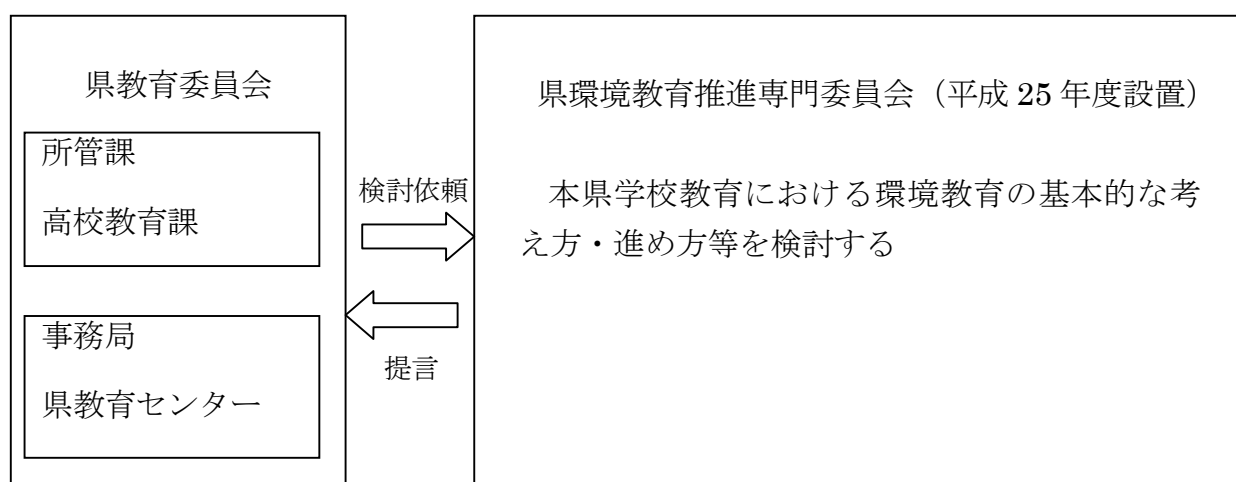 県教育委員会
所管課
高校教育課
事務局
県教育センター
検討依頼
提言
県環境教育推進専門委員会（平成 25 年度設置）
本県学校教育における環境教育の基本的な考
え方・進め方等を検討する